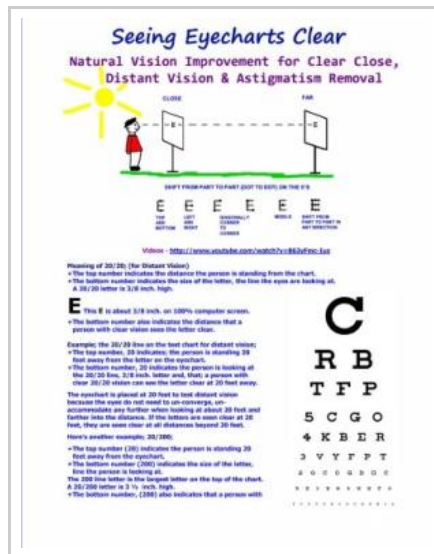 Seeing Eyecharts Clear
Natural Vision Improvement for Clear Close,
Distant Vision & Astigmatism Removal
CLOSE
FAR
E
E
SHIFT FROM PART TO PART (DOT TO DOT) ON THE E'S
E E E E E E
TOP AND BOTTOM
LEFT AND RIGHT
DIAGONALLY CORNER TO CORNER
MIDDLE
SHIFT FROM PART TO PART IN ANY DIRECTION
Videos - 
Meaning of 20/20; (for Distant Vision)
• The top number indicates the distance the person is standing from the chart.
• The bottom number indicates the size of the letter, the line the eyes are looking at.
A 20/20 letter is 3/8 inch. high.
E This E is about 3/8 inch. on 100% computer screen.
• The bottom number also indicates the distance that a
person with clear vision sees the letter clear.
Example; the 20/20 line on the test chart for distant vision;
• The top number, 20 indicates; the person is standing 20
feet away from the letter on the eyechart.
• The bottom number, 20 indicates the person is looking at
the 20/20 line, 3/8 inch. letter and, that; a person with
clear 20/20 vision can see the letter clear at 20 feet away.
The eyechart is placed at 20 feet to test distant vision
because the eyes do not need to un-converge, un-
accommodate any further when looking at about 20 feet and
farther into the distance. If the letters are seen clear at 20
feet, they are seen clear at all distances beyond 20 feet.
Here's another example; 20/200;
• The top number (20) indicates the person is standing 20
feet away from the eyechart.
• The bottom number (200) indicates the size of the letter,
line the person is looking at.
The 200 line letter is the largest letter on the top of the chart.
A 20/200 letter is 3 ½ inch. high.
• The bottom number, (200) also indicates that a person with
C
R B
T F P
5 C G O
4 K B E R
3 V Y F P T